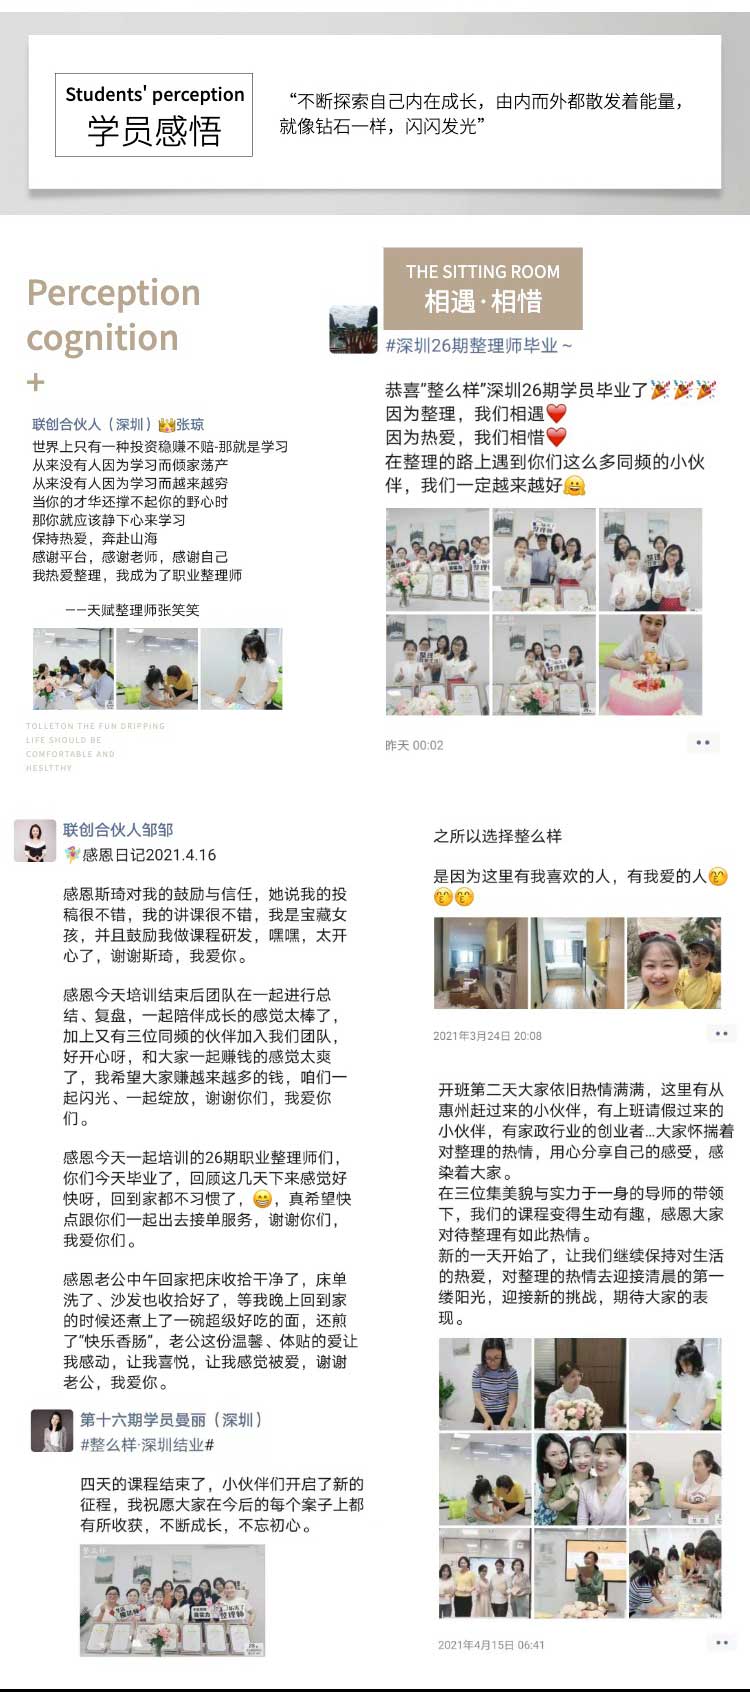 Students' perception
学员感悟
“不断探索自己内在成长，由内而外都散发着能量，
就像钻石一样，闪闪发光”
Perception
cognition
+
联创合伙人（深圳）👑张琼
世界上只有一种投资稳赚不赔-那就是学习
从来没有人因为学习而倾家荡产
从来没有人因为学习而越来越穷
当你的才华还撑不起你的野心时
那你就应该静下心来学习
保持热爱，奔赴山海
感谢平台，感谢老师，感谢自己
我热爱整理，我成为了职业整理师
——天赋整理师张笑笑
TOLLETON THE FUN DRIPPING
LIFE SHOULD BE
COMFORTABLE AND
HESLTTHY
THE SITTING ROOM
相遇·相惜
#深圳26期整理师毕业～
恭喜“整么样”深圳26期学员毕业了🎉🎉🎉
因为整理，我们相遇❤️
因为热爱，我们相惜❤️
在整理的路上遇到你们这么多同频的小伙
伴，我们一定越来越好🤗
昨天 00:02
联创合伙人邹邹
🧚感恩日记2021.4.16
感恩斯琦对我的鼓励与信任，她说我的投
稿很不错，我的讲课很不错，我是宝藏女
孩，并且鼓励我做课程研发，嘿嘿，太开
心了，谢谢斯琦，我爱你。
感恩今天培训结束后团队在一起进行总
结、复盘，一起陪伴成长的感觉太棒了，
加上又有三位同频的伙伴加入我们团队，
好开心呀，和大家一起赚钱的感觉太爽
了，我希望大家赚越来越多的钱，咱们一
起闪光、一起绽放，谢谢你们，我爱你
们。
感恩今天一起培训的26期职业整理师们，
你们今天毕业了，回顾这几天下来感觉好
快呀，回到家都不习惯了，😁，真希望快
点跟你们一起出去接单服务，谢谢你们，
我爱你们。
感恩老公中午回家把床收拾干净了，床单
洗了、沙发也收拾好了，等我晚上回到家
的时候还煮上了一碗超级好吃的面，还煎
了“快乐香肠”，老公这份温馨、体贴的爱让
我感动，让我喜悦，让我感觉被爱，谢谢
老公，我爱你。
第十六期学员曼丽（深圳）
#整么样·深圳结业#
四天的课程结束了，小伙伴们开启了新的
征程，我祝愿大家在今后的每个案子上都
有所收获，不断成长，不忘初心。
之所以选择整么样
是因为这里有我喜欢的人，有我爱的人😙
😙😙
2021年3月24日 20:08
开班第二天大家依旧热情满满，这里有从
惠州赶过来的小伙伴，有上班请假过来的
小伙伴，有家政行业的创业者...大家怀揣着
对整理的热情，用心分享自己的感受，感
染着大家。
在三位集美貌与实力于一身的导师的带领
下，我们的课程变得生动有趣，感恩大家
对待整理有如此热情。
新的一天开始了，让我们继续保持对生活
的热爱，对整理的热情去迎接清晨的第一
缕阳光，迎接新的挑战，期待大家的表
现。
2021年4月15日 06:41